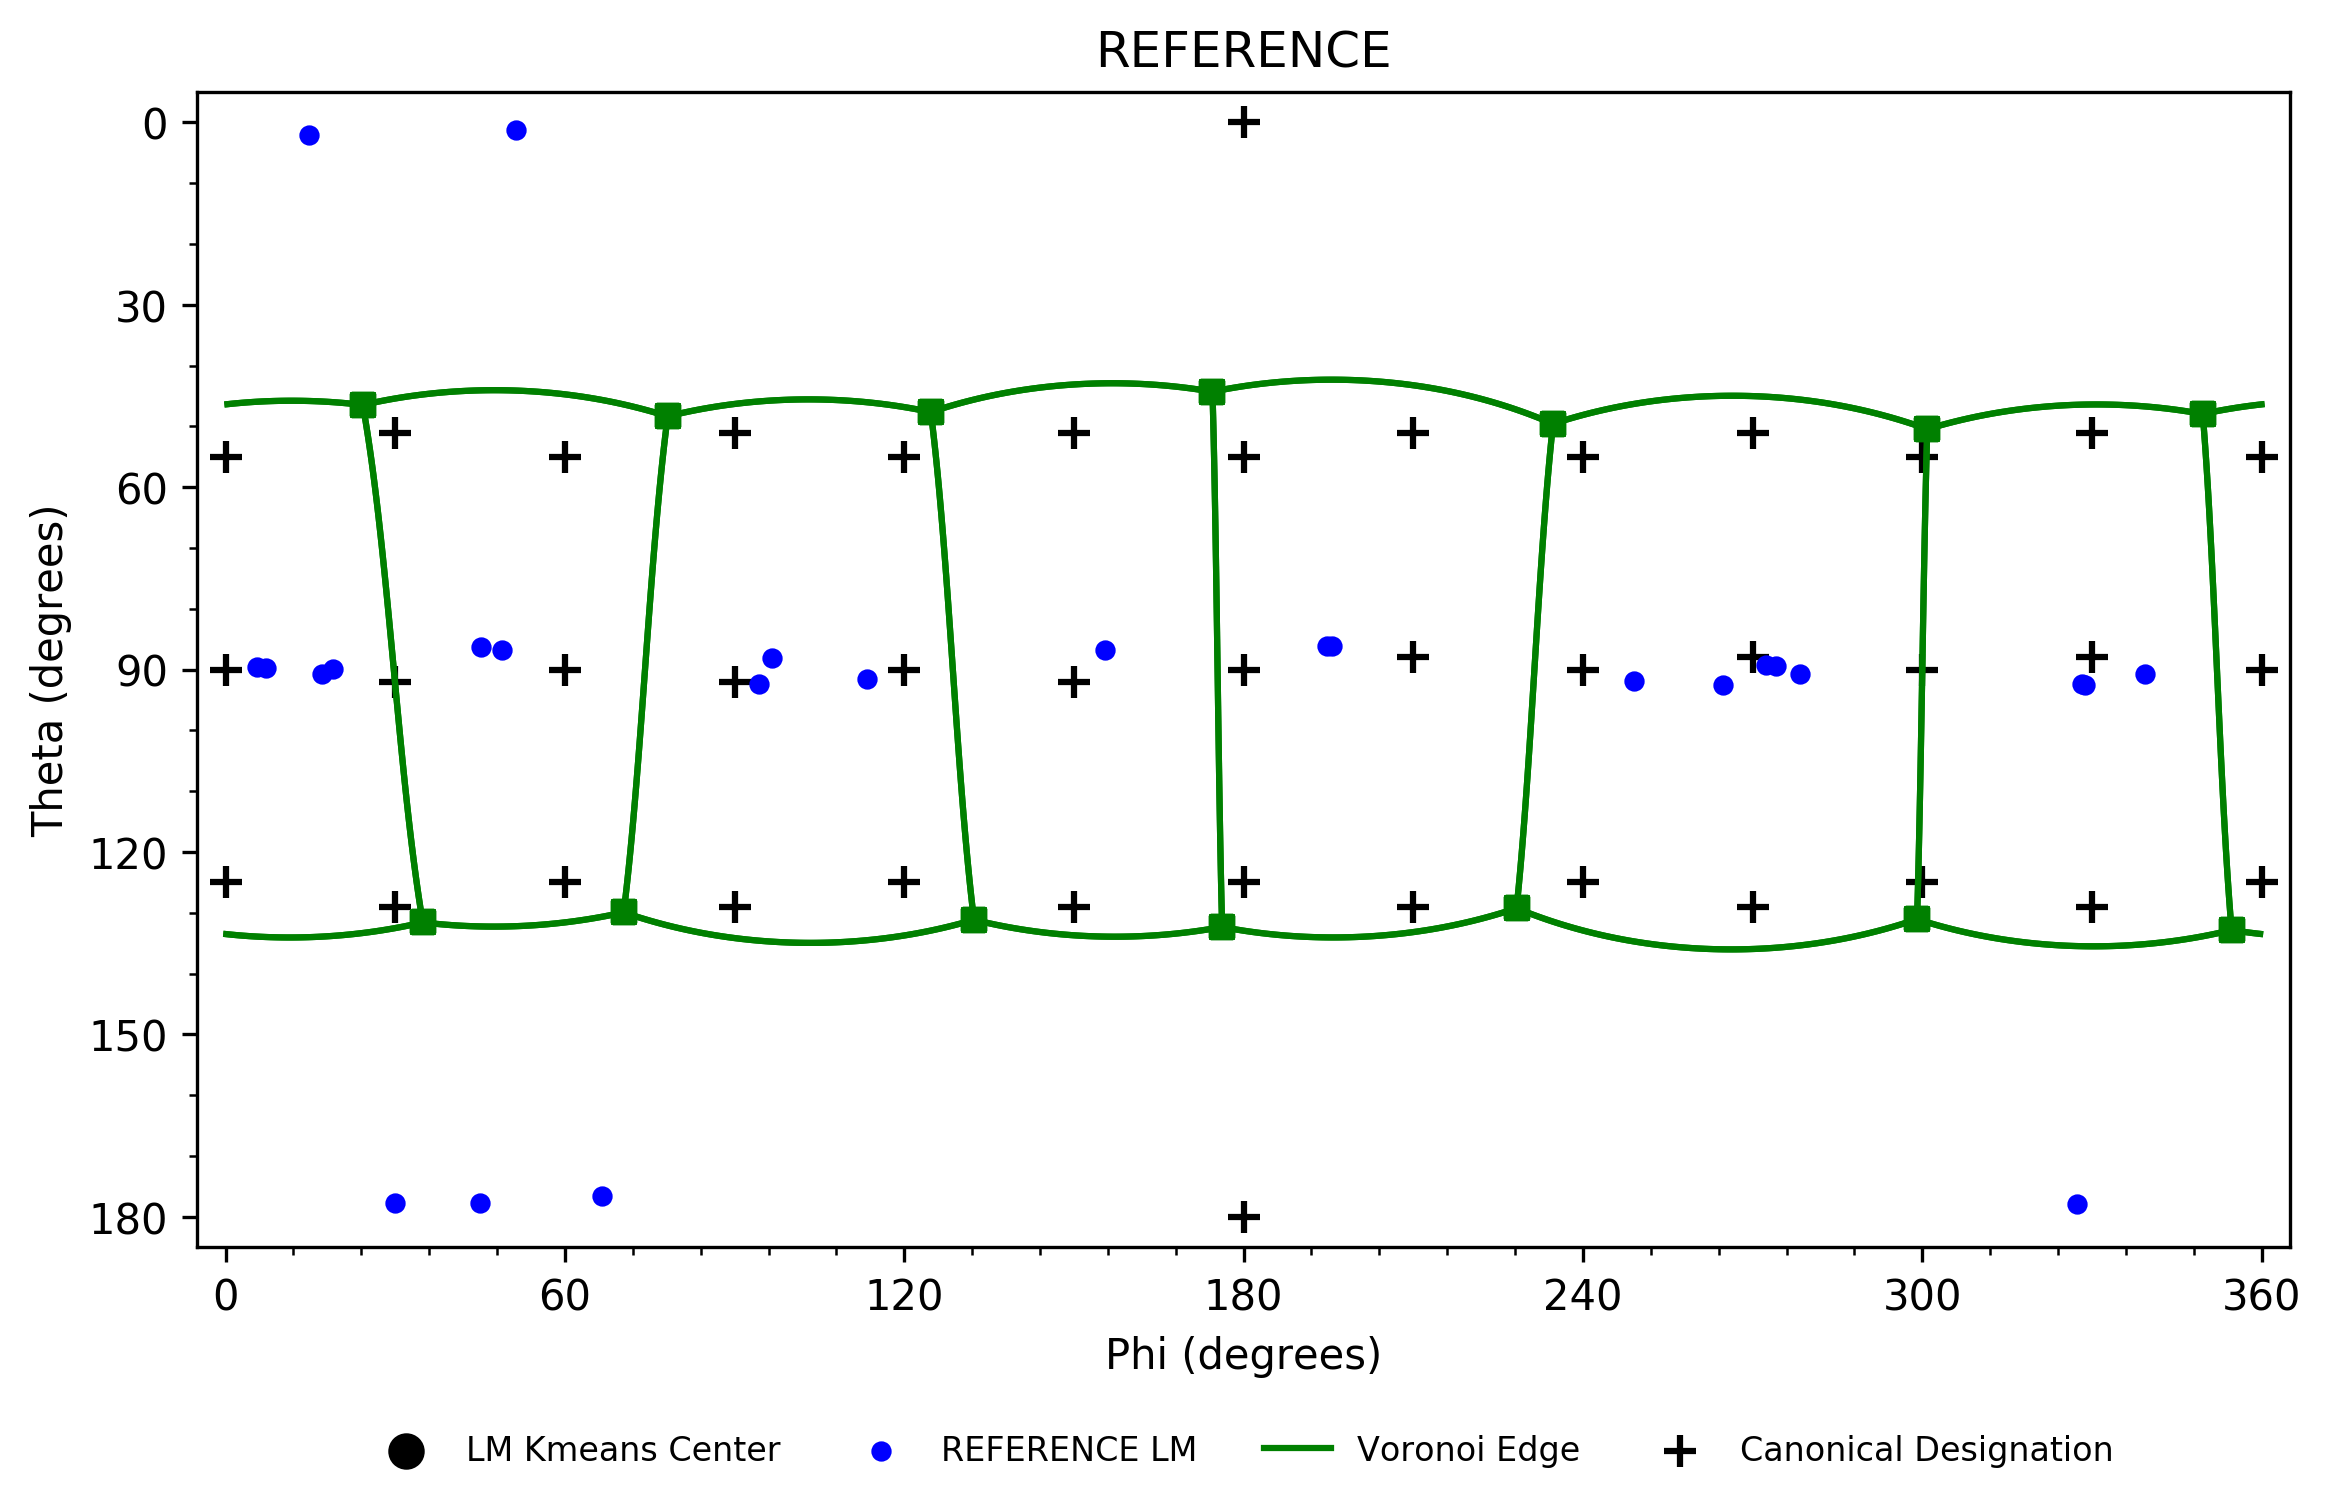 REFERENCE
0
30
60
90
120
150
180
Theta (degrees)
0 60 120 180 240 300 360
Phi (degrees)
LM Kmeans Center REFERENCE LM Voronoi Edge Canonical Designation